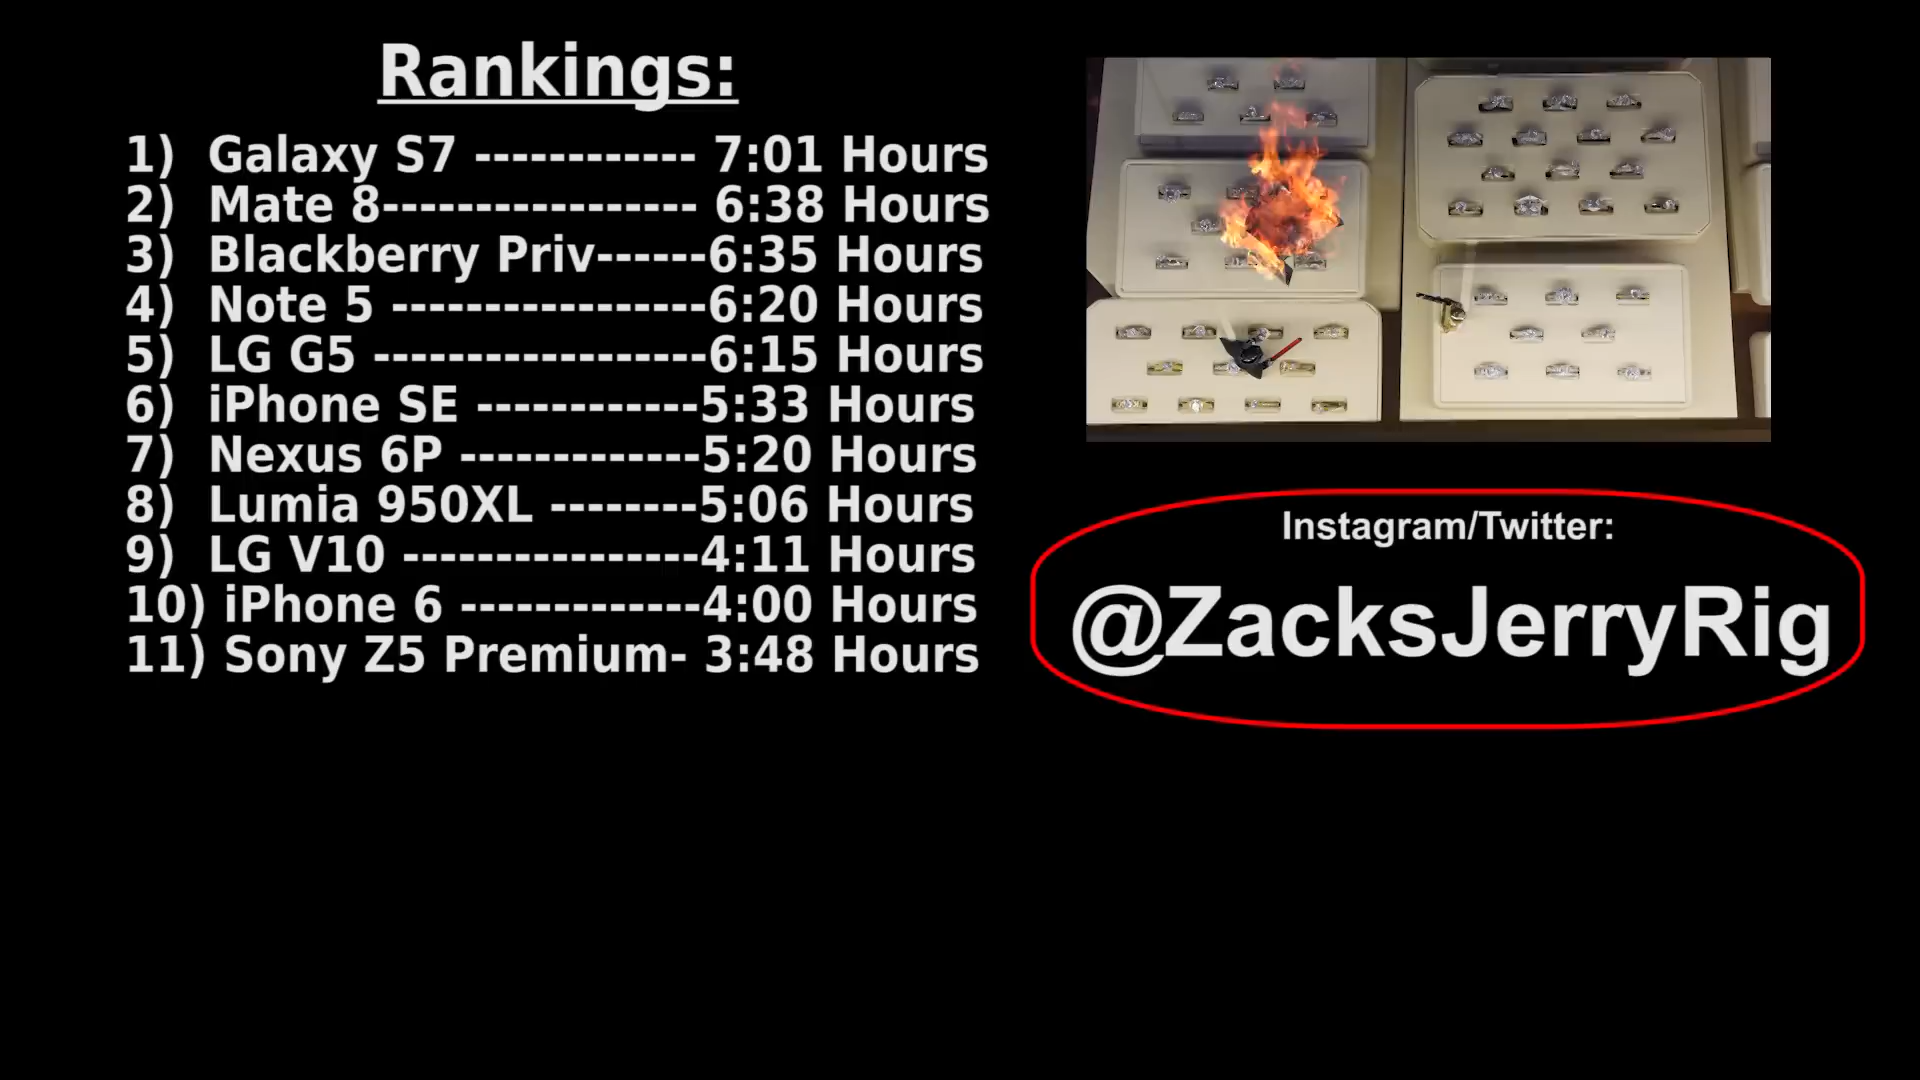 Rankings:
1) Galaxy S7 ------------ 7:01 Hours
2) Mate 8----------------- 6:38 Hours
3) Blackberry Priv------6:35 Hours
4) Note 5 -----------------6:20 Hours
5) LG G5 ------------------6:15 Hours
6) iPhone SE ------------5:33 Hours
7) Nexus 6P -------------5:20 Hours
8) Lumia 950XL --------5:06 Hours
9) LG V10 ----------------4:11 Hours
10) iPhone 6 -------------4:00 Hours
11) Sony Z5 Premium- 3:48 Hours
Instagram/Twitter:
@ZacksJerryRig